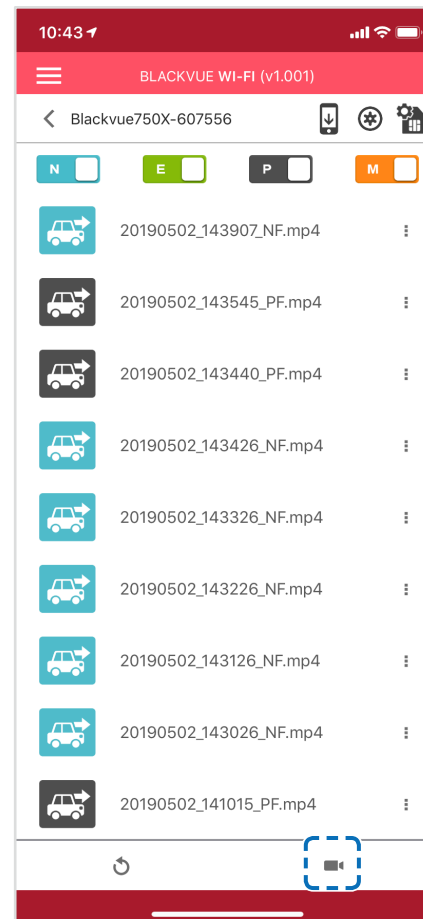 10:43
BLACKVUE WI-FI (v1.001)
Blackvue750X-607556
N E P M
20190502_143907_NF.mp4
20190502_143545_PF.mp4
20190502_143440_PF.mp4
20190502_143426_NF.mp4
20190502_143326_NF.mp4
20190502_143226_NF.mp4
20190502_143126_NF.mp4
20190502_143026_NF.mp4
20190502_141015_PF.mp4